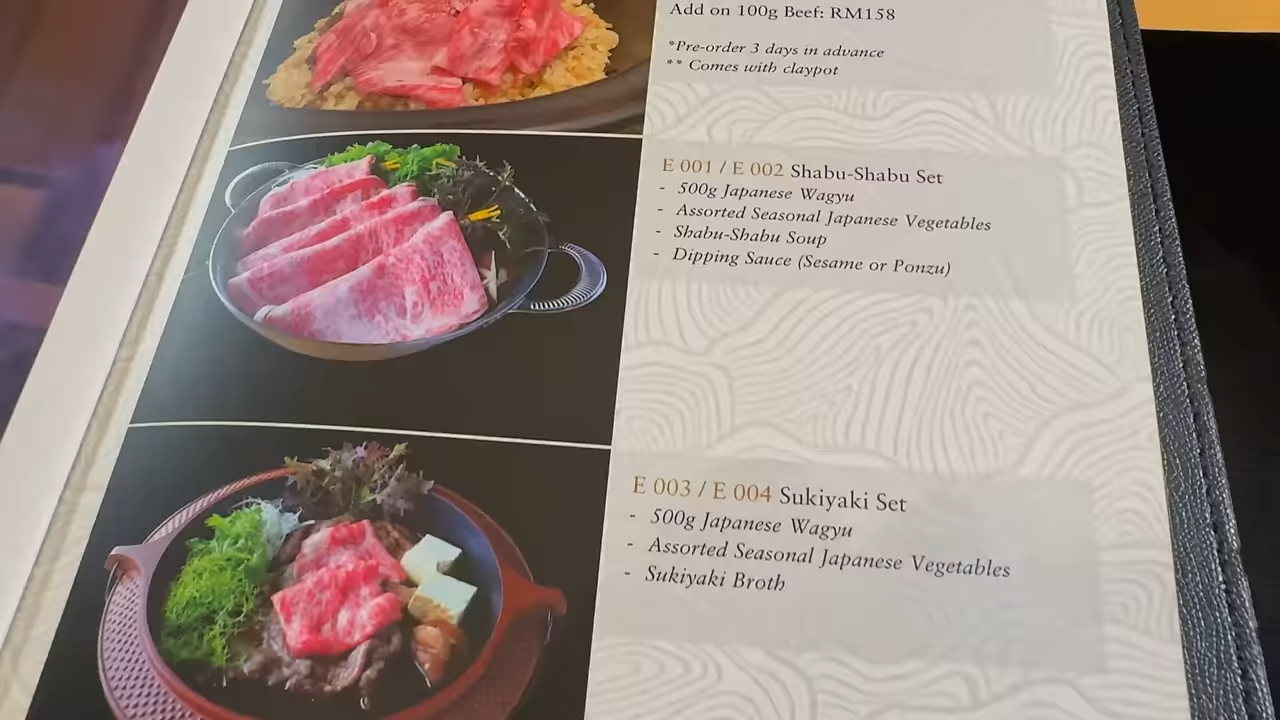 Add on 100g Beef: RM158
*Pre-order 3 days in advance
** Comes with claypot
E 001 / E 002 Shabu-Shabu Set
- 500g Japanese Wagyu
- Assorted Seasonal Japanese Vegetables
- Shabu-Shabu Soup
- Dipping Sauce (Sesame or Ponzu)
E 003 / E 004 Sukiyaki Set
- 500g Japanese Wagyu
- Assorted Seasonal Japanese Vegetables
- Sukiyaki Broth